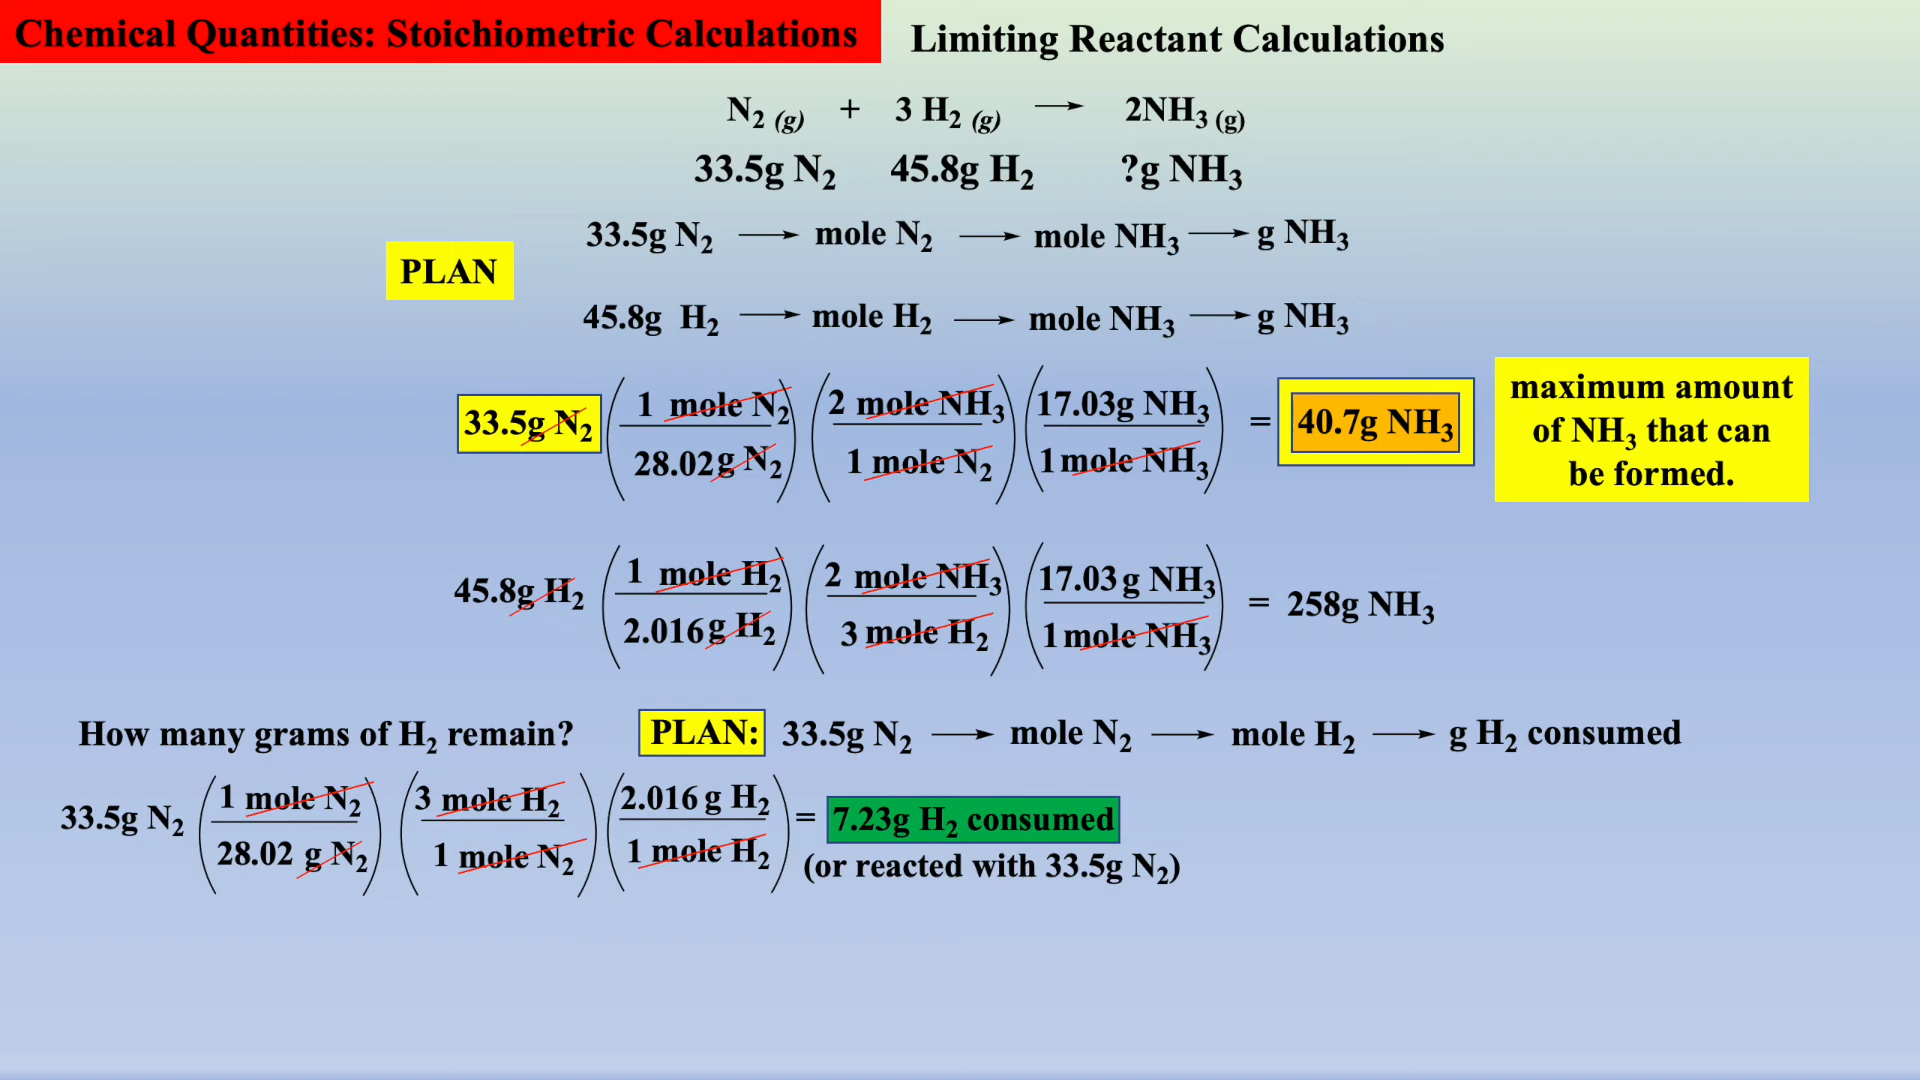 Chemical Quantities: Stoichiometric Calculations
Limiting Reactant Calculations
N₂ (g) + 3 H₂ (g) → 2NH₃ (g)
33.5g N₂ 45.8g H₂ ?g NH₃
33.5g N₂ → mole N₂ → mole NH₃ → g NH₃
PLAN
45.8g H₂ → mole H₂ → mole NH₃ → g NH₃
33.5g N₂ (1 mole N₂ / 28.02g N₂) (2 mole NH₃ / 1 mole N₂) (17.03g NH₃ / 1 mole NH₃) = 40.7g NH₃
maximum amount
of NH₃ that can
be formed.
45.8g H₂ (1 mole H₂ / 2.016g H₂) (2 mole NH₃ / 3 mole H₂) (17.03g NH₃ / 1 mole NH₃) = 258g NH₃
How many grams of H₂ remain? PLAN: 33.5g N₂ → mole N₂ → mole H₂ → g H₂ consumed
33.5g N₂ (1 mole N₂ / 28.02 g N₂) (3 mole H₂ / 1 mole N₂) (2.016 g H₂ / 1 mole H₂) = 7.23g H₂ consumed
(or reacted with 33.5g N₂)